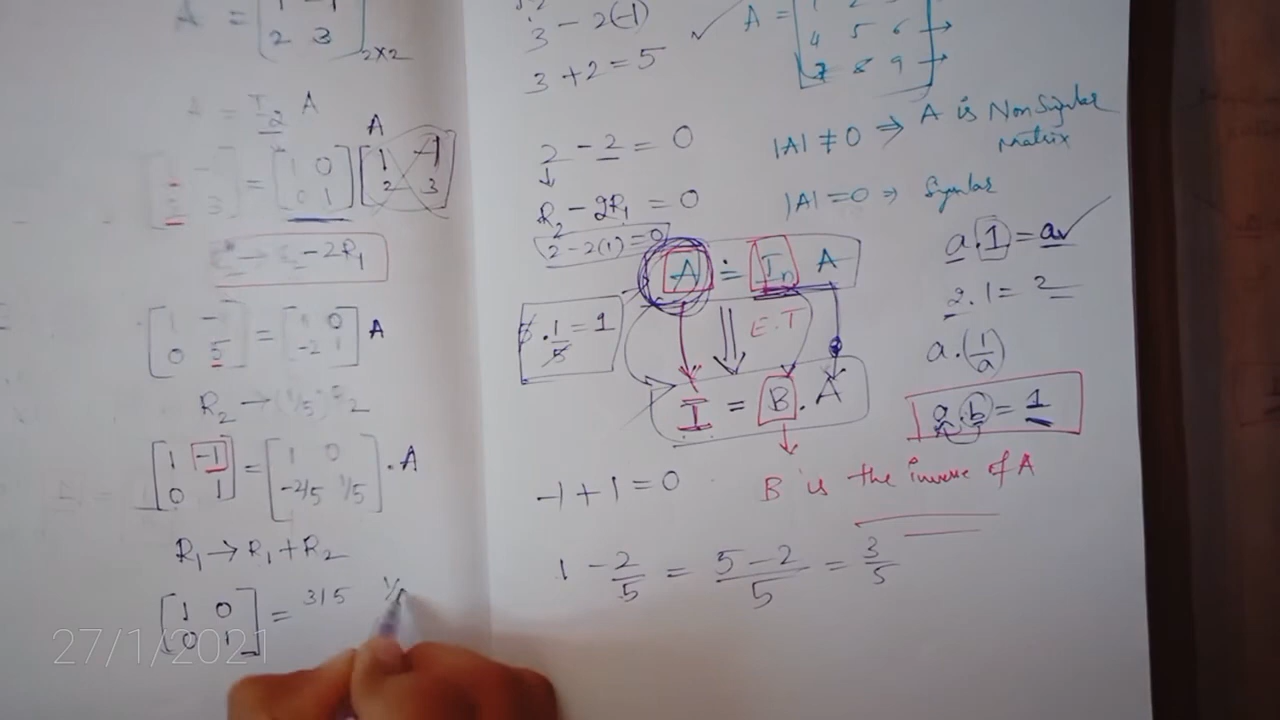 A = [1 -1
2 3] 2×2
A = I2 A
= [1 0
0 1] [1 -1
2 3]
A
-2R1
[1 -1
0 5] = [1 0
-2 1] A
R2 → (1/5) R2
[1 -1
0 1] = [1 0
-2/5 1/5] . A
R1 → R1 + R2
[1 0
0 1] = 3/5
27/1/2021
3 - 2(-1)
3 + 2 = 5 ✓
2 - 2 = 0
↓
R2 - 2R1 = 0
2 - 2(1) = 0
A = In A
5 . 1/5 = 1
E.T
I = B . A
B is the inverse of A
-1 + 1 = 0
1 - 2/5 = (5 - 2)/5 = 3/5
A =
4 5 6 →
7 8 9 →
|A| ≠ 0 ⇒ A is Non Singular
Matrix
|A| = 0 ⇒ Singular
a . 1 = a ✓
2 . 1 = 2
a . (1/a)
a . b = 1